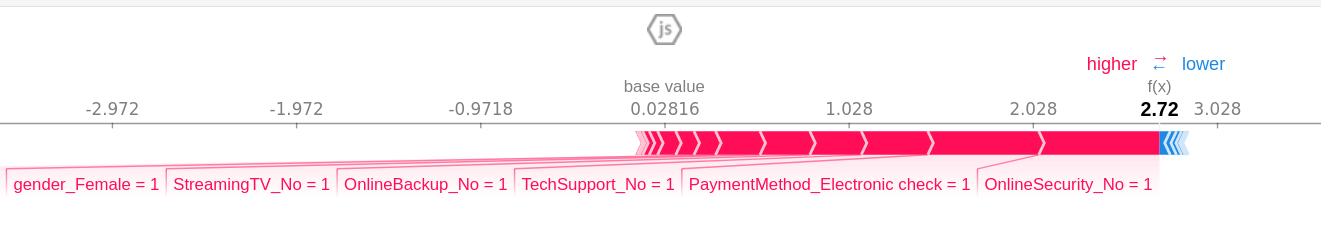 js
higher → ← lower
base value f(x)
-2.972 -1.972 -0.9718 0.02816 1.028 2.028 2.72 3.028
gender_Female = 1 StreamingTV_No = 1 OnlineBackup_No = 1 TechSupport_No = 1 PaymentMethod_Electronic check = 1 OnlineSecurity_No = 1